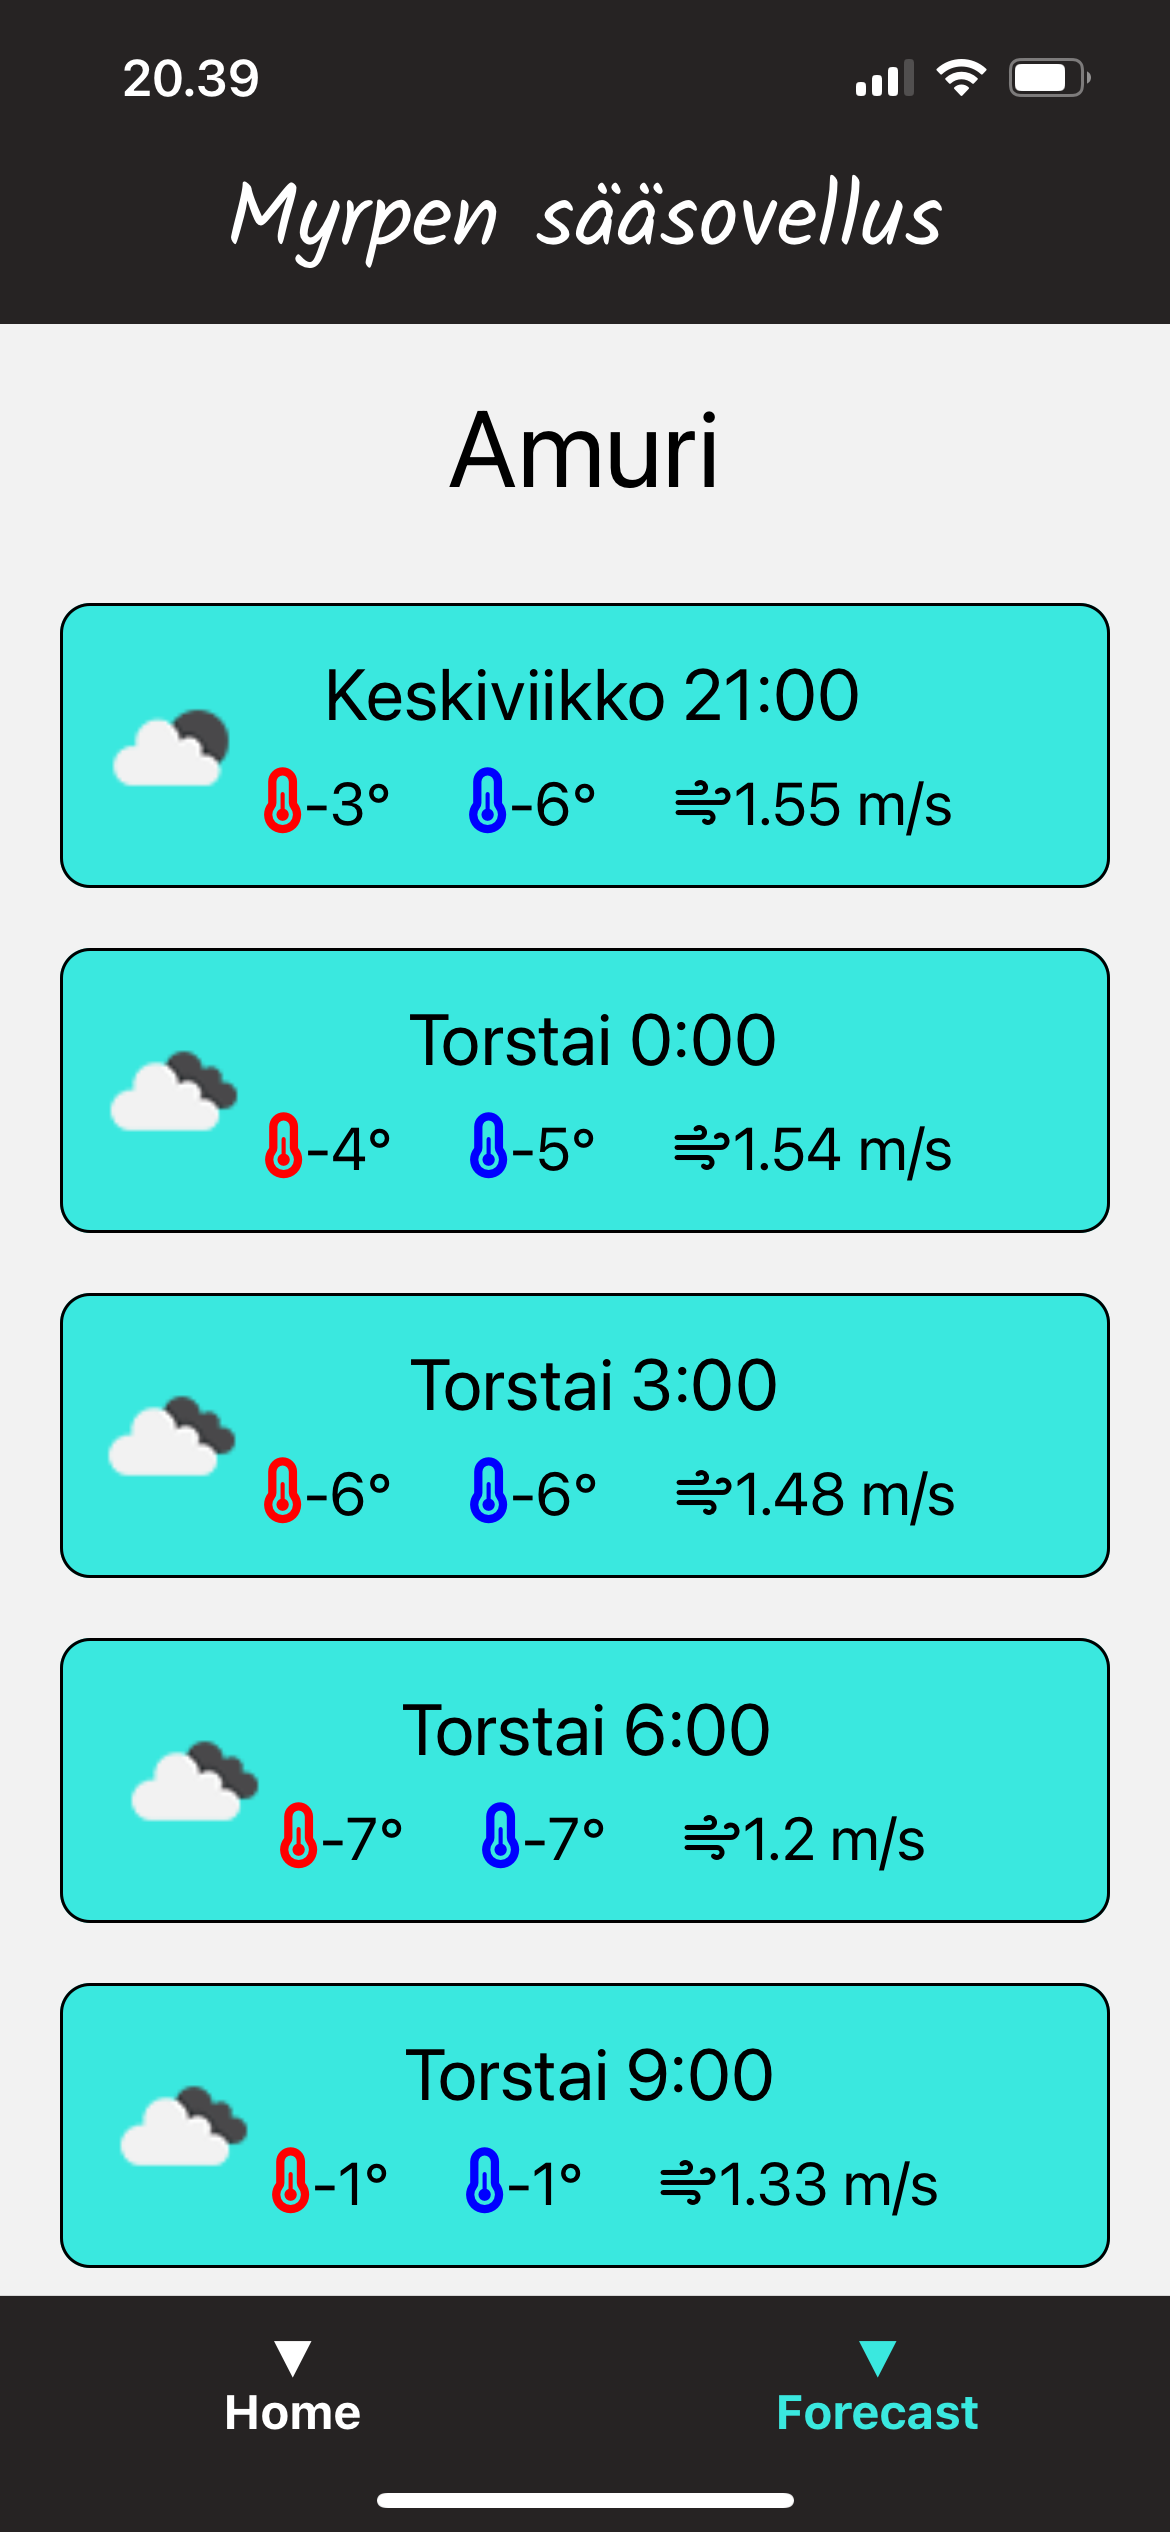 20.39
Myrpen sääsovellus
Amuri
Keskiviikko 21:00
-3° -6° 1.55 m/s
Torstai 0:00
-4° -5° 1.54 m/s
Torstai 3:00
-6° -6° 1.48 m/s
Torstai 6:00
-7° -7° 1.2 m/s
Torstai 9:00
-1° -1° 1.33 m/s
Home Forecast